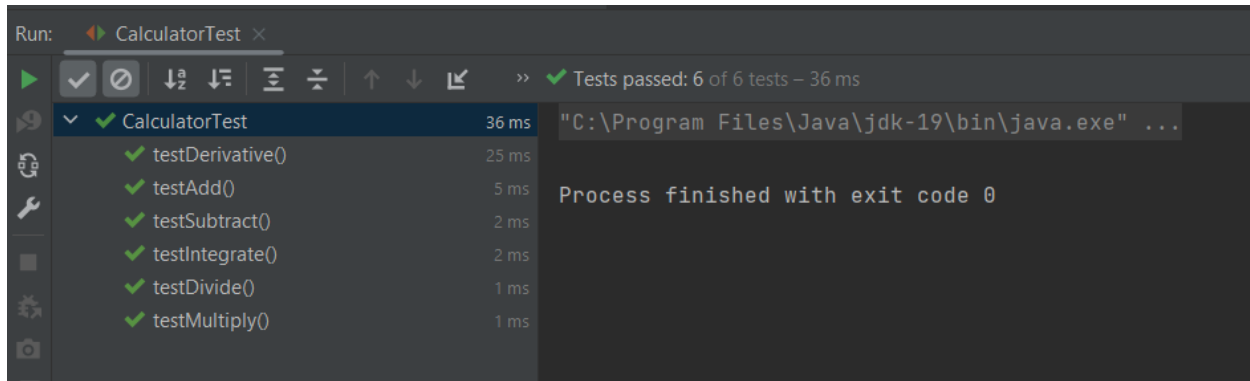 Run: CalculatorTest
Tests passed: 6 of 6 tests – 36 ms
CalculatorTest 36 ms
testDerivative() 25 ms
testAdd() 5 ms
testSubtract() 2 ms
testIntegrate() 2 ms
testDivide() 1 ms
testMultiply() 1 ms
"C:\Program Files\Java\jdk-19\bin\java.exe" ...
Process finished with exit code 0